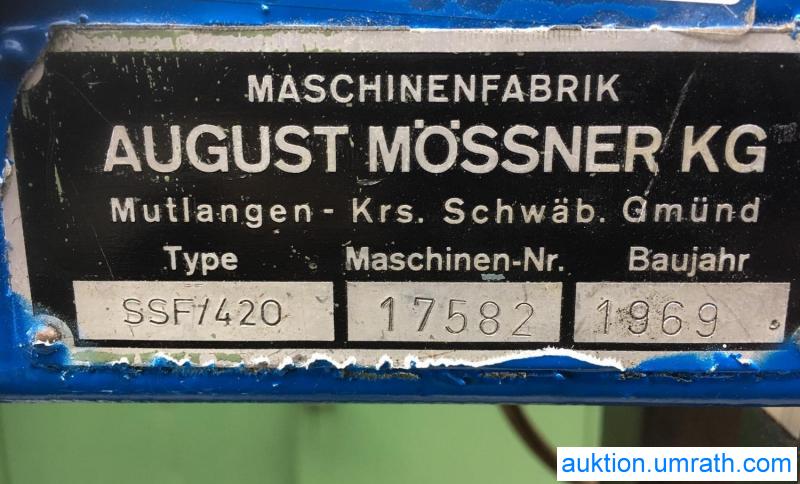 MASCHINENFABRIK
AUGUST MÖSSNER KG
Mutlangen - Krs. Schwäb. Gmünd
Type Maschinen-Nr. Baujahr
SSF/420 17582 1969
auktion.umrath.com